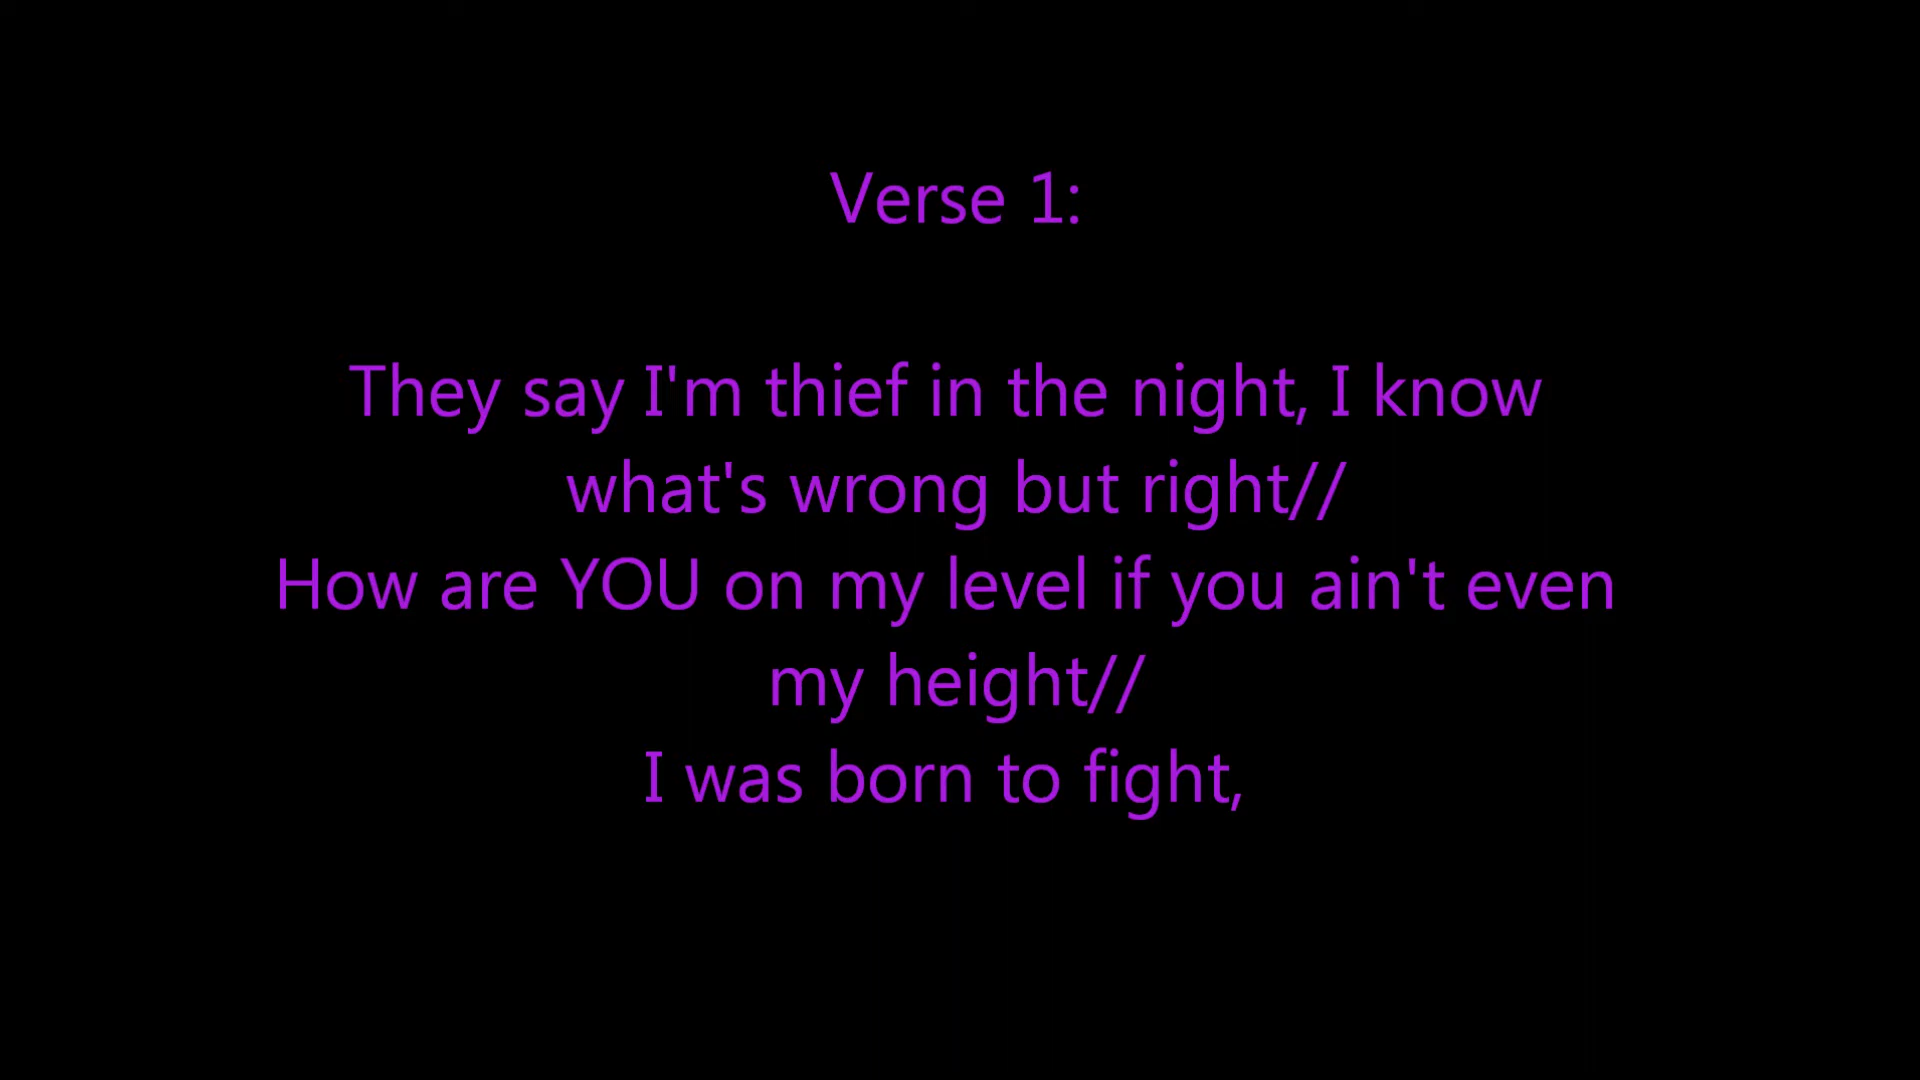 Verse 1:
They say I'm thief in the night, I know
what's wrong but right//
How are YOU on my level if you ain't even
my height//
I was born to fight,